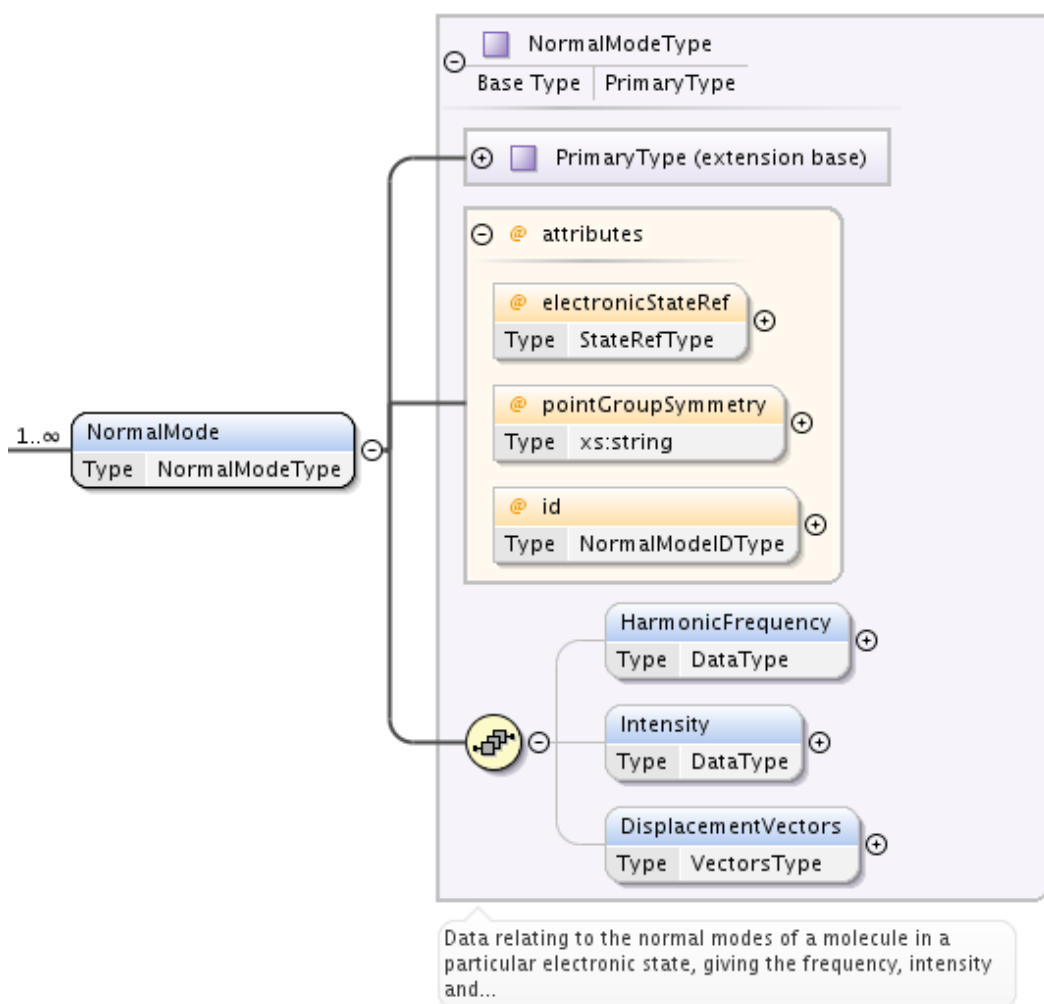 NormalModeType
Base Type PrimaryType
PrimaryType (extension base)
@ attributes
@ electronicStateRef
Type StateRefType
@ pointGroupSymmetry
Type xs:string
@ id
Type NormalModeIDType
1..∞
NormalMode
Type NormalModeType
HarmonicFrequency
Type DataType
Intensity
Type DataType
DisplacementVectors
Type VectorsType
Data relating to the normal modes of a molecule in a
particular electronic state, giving the frequency, intensity
and...